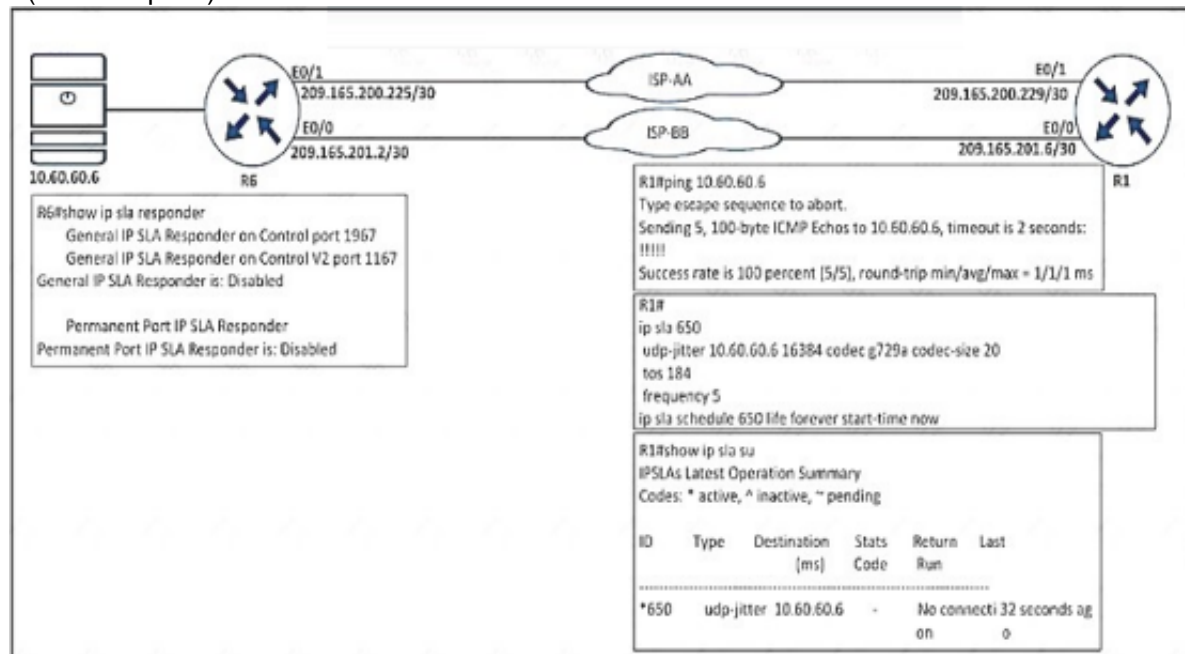 E0/1
209.165.200.225/30
E0/0
209.165.201.2/30
10.60.60.6
R6
ISP-AA
ISP-BB
E0/1
209.165.200.229/30
E0/0
209.165.201.6/30
R1
R6#show ip sla responder
General IP SLA Responder on Control port 1967
General IP SLA Responder on Control V2 port 1167
General IP SLA Responder is: Disabled
Permanent Port IP SLA Responder
Permanent Port IP SLA Responder is: Disabled
R1#ping 10.60.60.6
Type escape sequence to abort.
Sending 5, 100-byte ICMP Echos to 10.60.60.6, timeout is 2 seconds:
!!!!!
Success rate is 100 percent (5/5), round-trip min/avg/max = 1/1/1 ms
R1#
ip sla 650
udp-jitter 10.60.60.6 16384 codec g729a codec-size 20
tos 184
frequency 5
ip sla schedule 650 life forever start-time now
R1#show ip sla su
IPSLAs Latest Operation Summary
Codes: * active, ^ inactive, ~ pending
ID Type Destination Stats Return Last
(ms) Code Run
--------------------------------------------------------------
*650 udp-jitter 10.60.60.6 - No connecti 32 seconds ag
on o